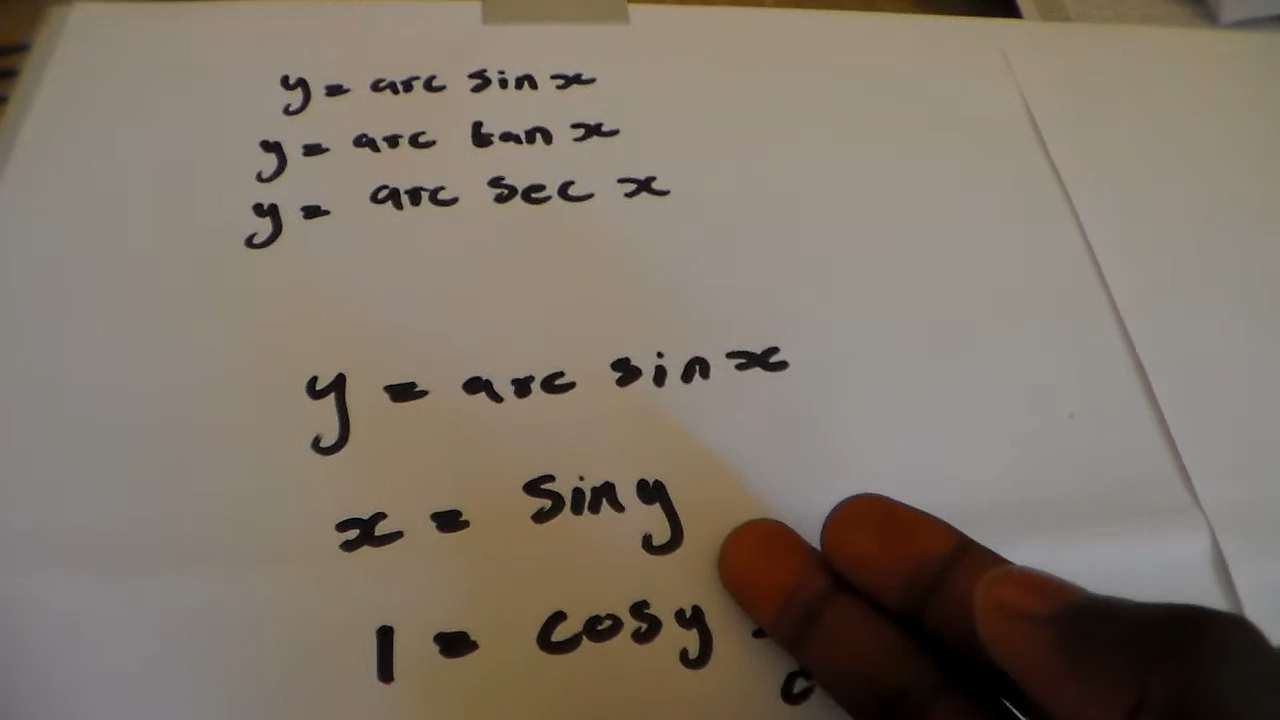 y = arc sin x
y = arc tan x
y = arc sec x
y = arc sin x
x = sin y
1 = cos y